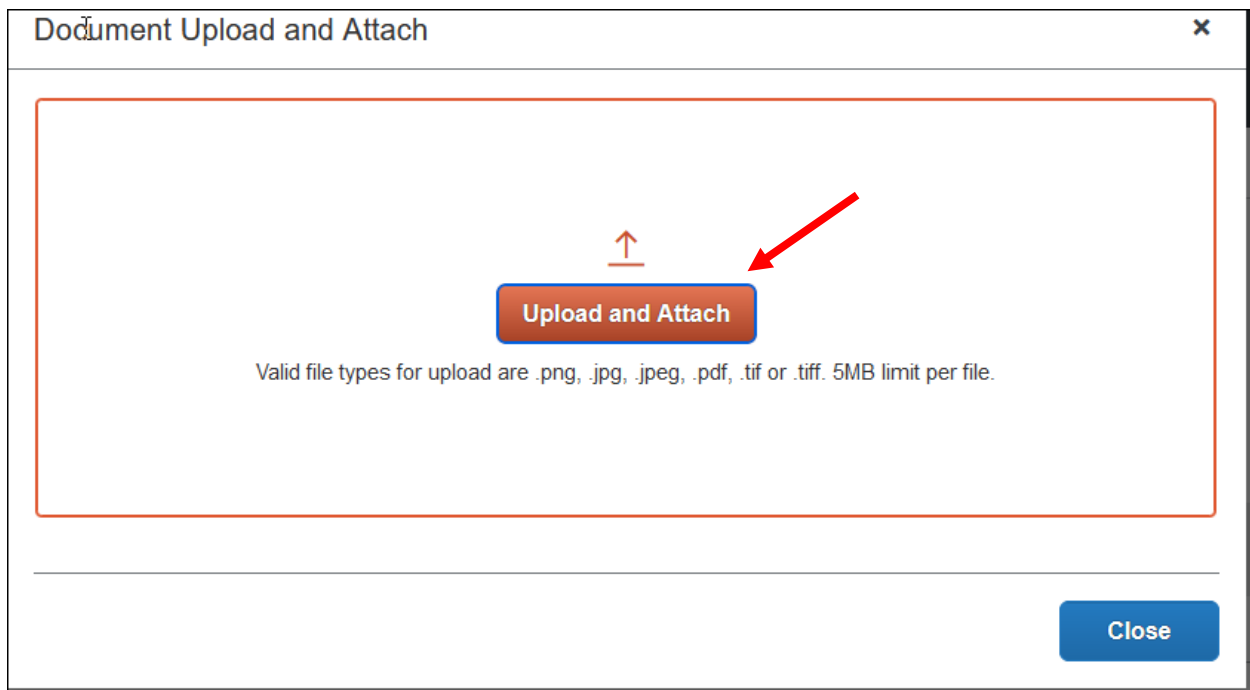 Document Upload and Attach
Upload and Attach
Valid file types for upload are .png, .jpg, .jpeg, .pdf, .tif or .tiff. 5MB limit per file.
Close